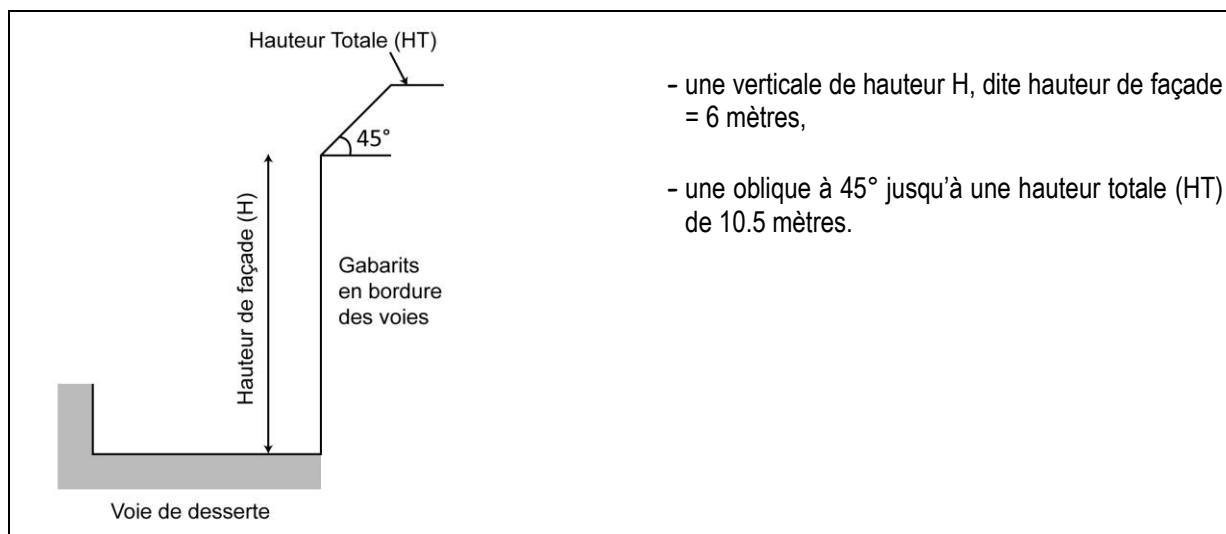 Hauteur Totale (HT)
45°
Hauteur de façade (H)
Gabarits
en bordure
des voies
Voie de desserte
- une verticale de hauteur H, dite hauteur de façade
= 6 mètres,
- une oblique à 45° jusqu'à une hauteur totale (HT)
de 10.5 mètres.